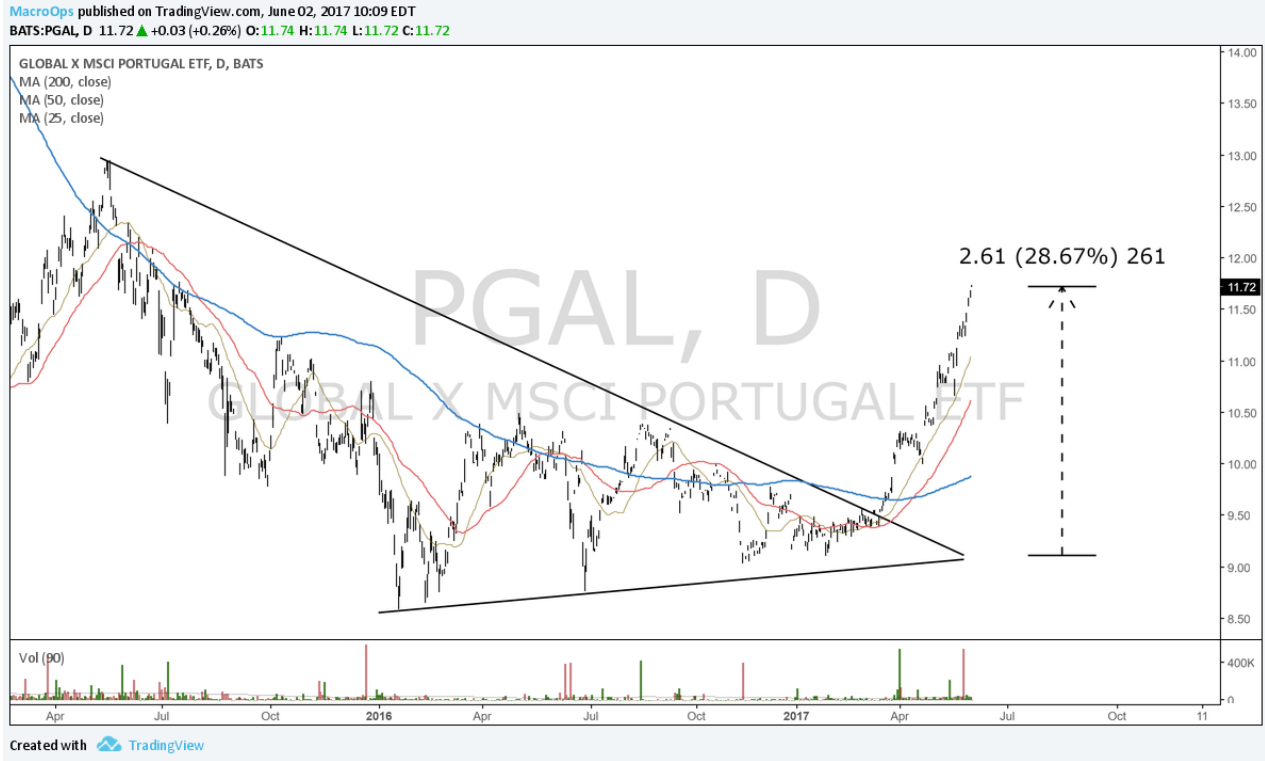 MacroOps published on TradingView.com, June 02, 2017 10:09 EDT
BATS:PGAL, D 11.72 ▲ +0.03 (+0.26%) O:11.74 H:11.74 L:11.72 C:11.72
GLOBAL X MSCI PORTUGAL ETF, D, BATS
MA (200, close)
MA (50, close)
MA (25, close)
PGAL, D
GLOBAL X MSCI PORTUGAL ETF
2.61 (28.67%) 261
14.00
13.50
13.00
12.50
12.00
11.72
11.50
11.00
10.50
10.00
9.50
9.00
8.50
Vol (90)
400K
0
Apr Jul Oct 2016 Apr Jul Oct 2017 Apr Jul Oct 11
Created with TradingView